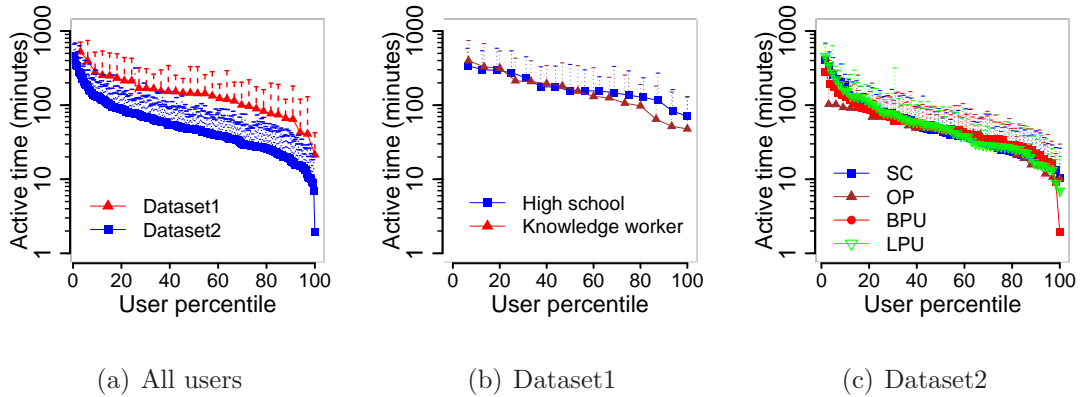 Active time (minutes)
1 10 100 1000
0 20 40 60 80 100
User percentile
Dataset1
Dataset2
(a) All users
Active time (minutes)
1 10 100 1000
0 20 40 60 80 100
User percentile
High school
Knowledge worker
(b) Dataset1
Active time (minutes)
1 10 100 1000
0 20 40 60 80 100
User percentile
SC
OP
BPU
LPU
(c) Dataset2